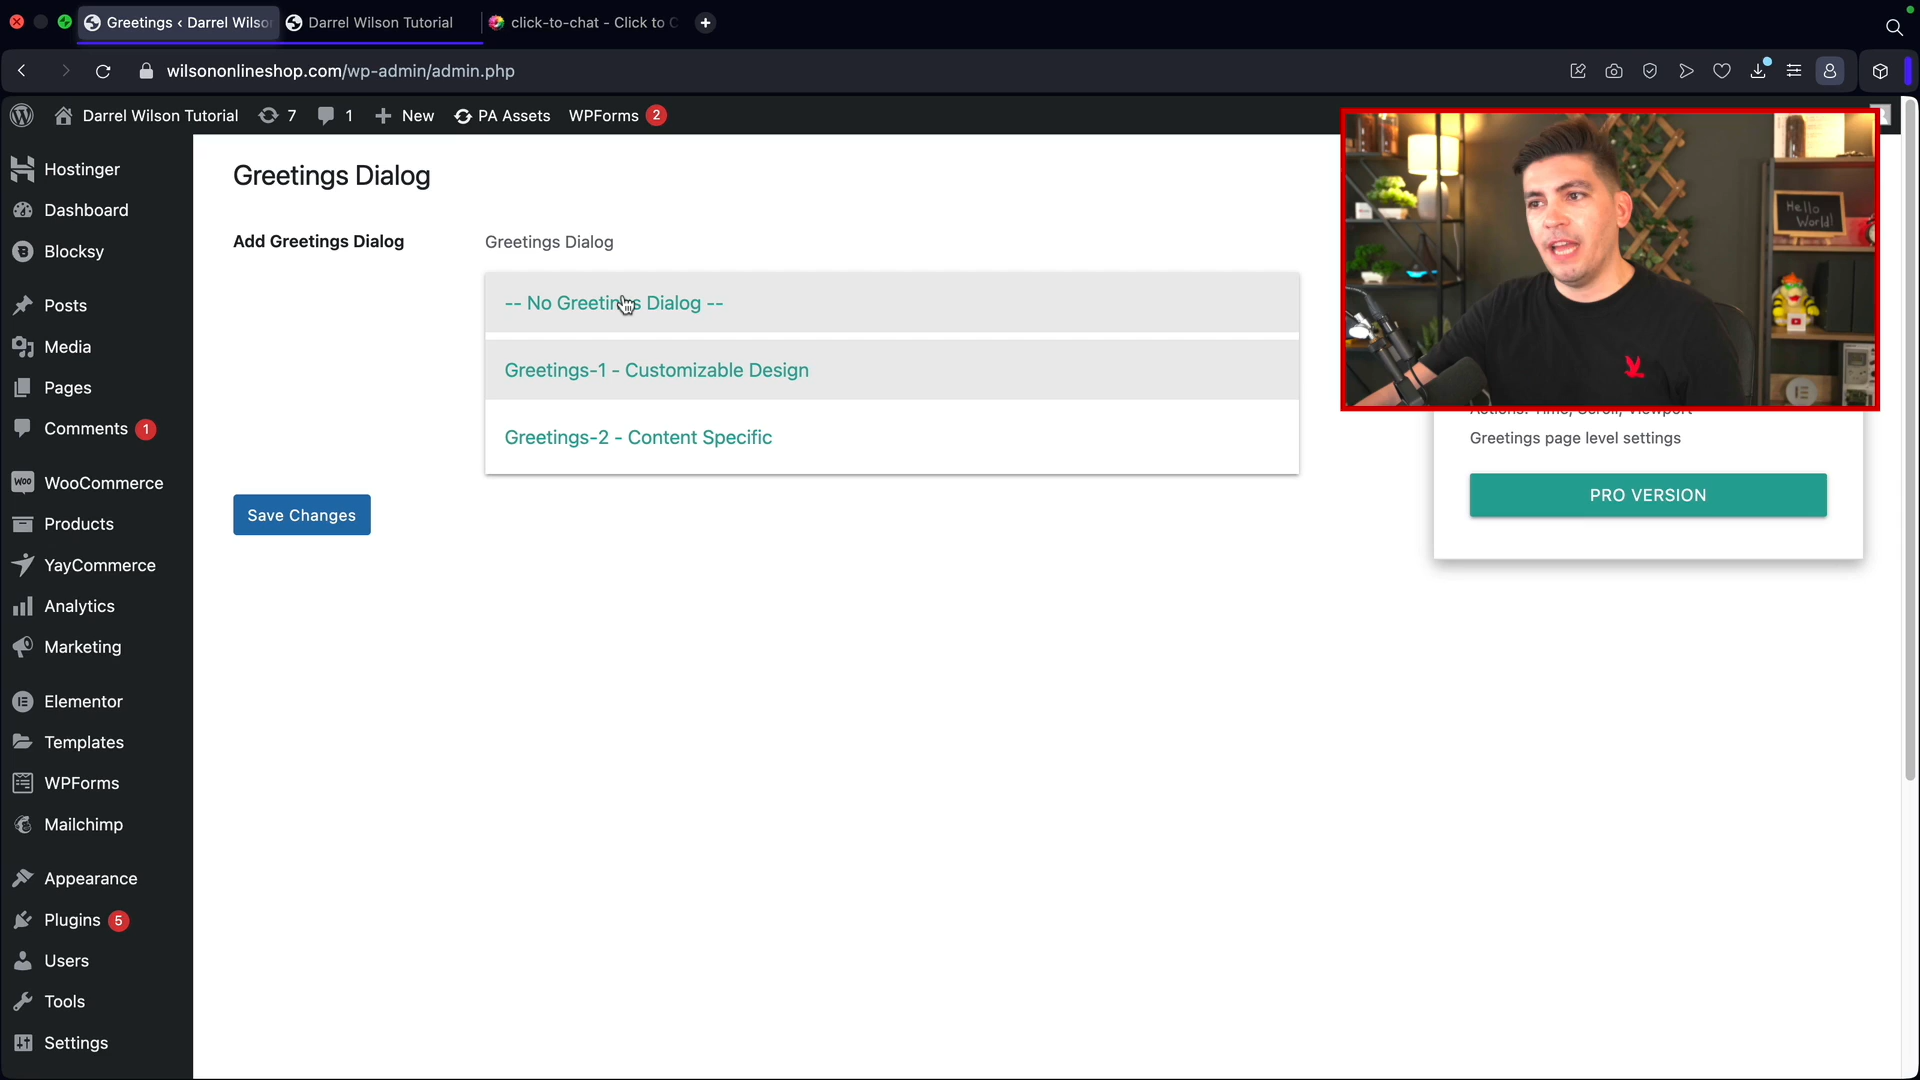 Greetings ‹ Darrel Wilso
Darrel Wilson Tutorial
click-to-chat - Click to C
wilsononlineshop.com/wp-admin/admin.php
Darrel Wilson Tutorial
7
1
New
PA Assets
WPForms
2
Hostinger
Dashboard
Blocksy
Posts
Media
Pages
Comments 1
WooCommerce
Products
YayCommerce
Analytics
Marketing
Elementor
Templates
WPForms
Mailchimp
Appearance
Plugins 5
Users
Tools
Settings
Greetings Dialog
Add Greetings Dialog
Greetings Dialog
-- No Greetings Dialog --
Greetings-1 - Customizable Design
Greetings-2 - Content Specific
Save Changes
Hello
World!
Actions: Time, Scroll, Viewport
Greetings page level settings
PRO VERSION